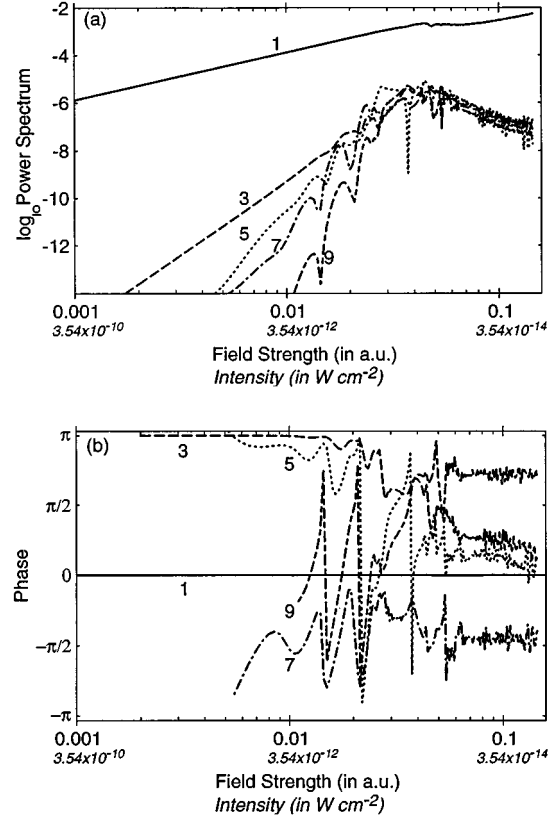 (a)
-2
-4
-6
-8
-10
-12
log10 Power Spectrum
1
3
5
7
9
0.001 0.01 0.1
3.54x10⁻¹⁰ 3.54x10⁻¹² 3.54x10⁻¹⁴
Field Strength (in a.u.)
Intensity (in W cm⁻²)
(b)
π
π/2
0
−π/2
−π
Phase
3
5
1
9
7
0.001 0.01 0.1
3.54x10⁻¹⁰ 3.54x10⁻¹² 3.54x10⁻¹⁴
Field Strength (in a.u.)
Intensity (in W cm⁻²)